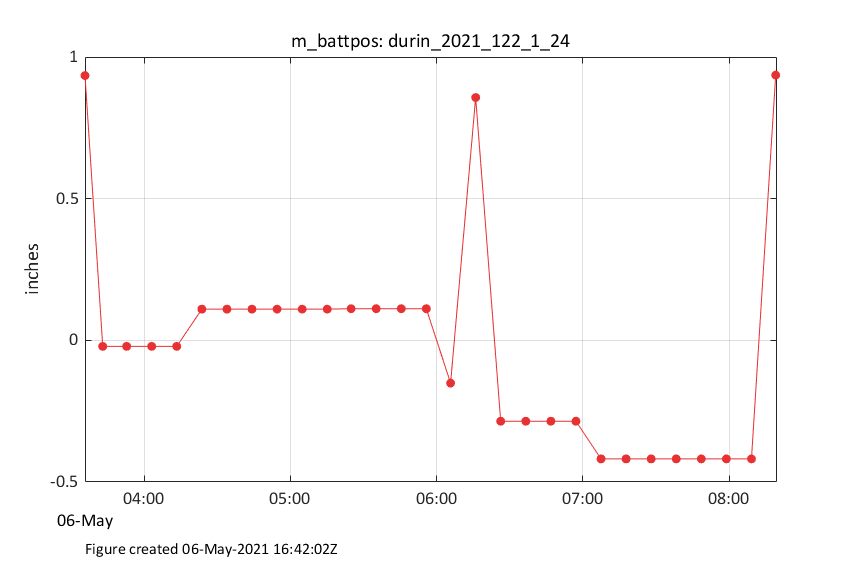 m_battpos: durin_2021_122_1_24
1
0.5
0
-0.5
inches
04:00 05:00 06:00 07:00 08:00
06-May
Figure created 06-May-2021 16:42:02Z